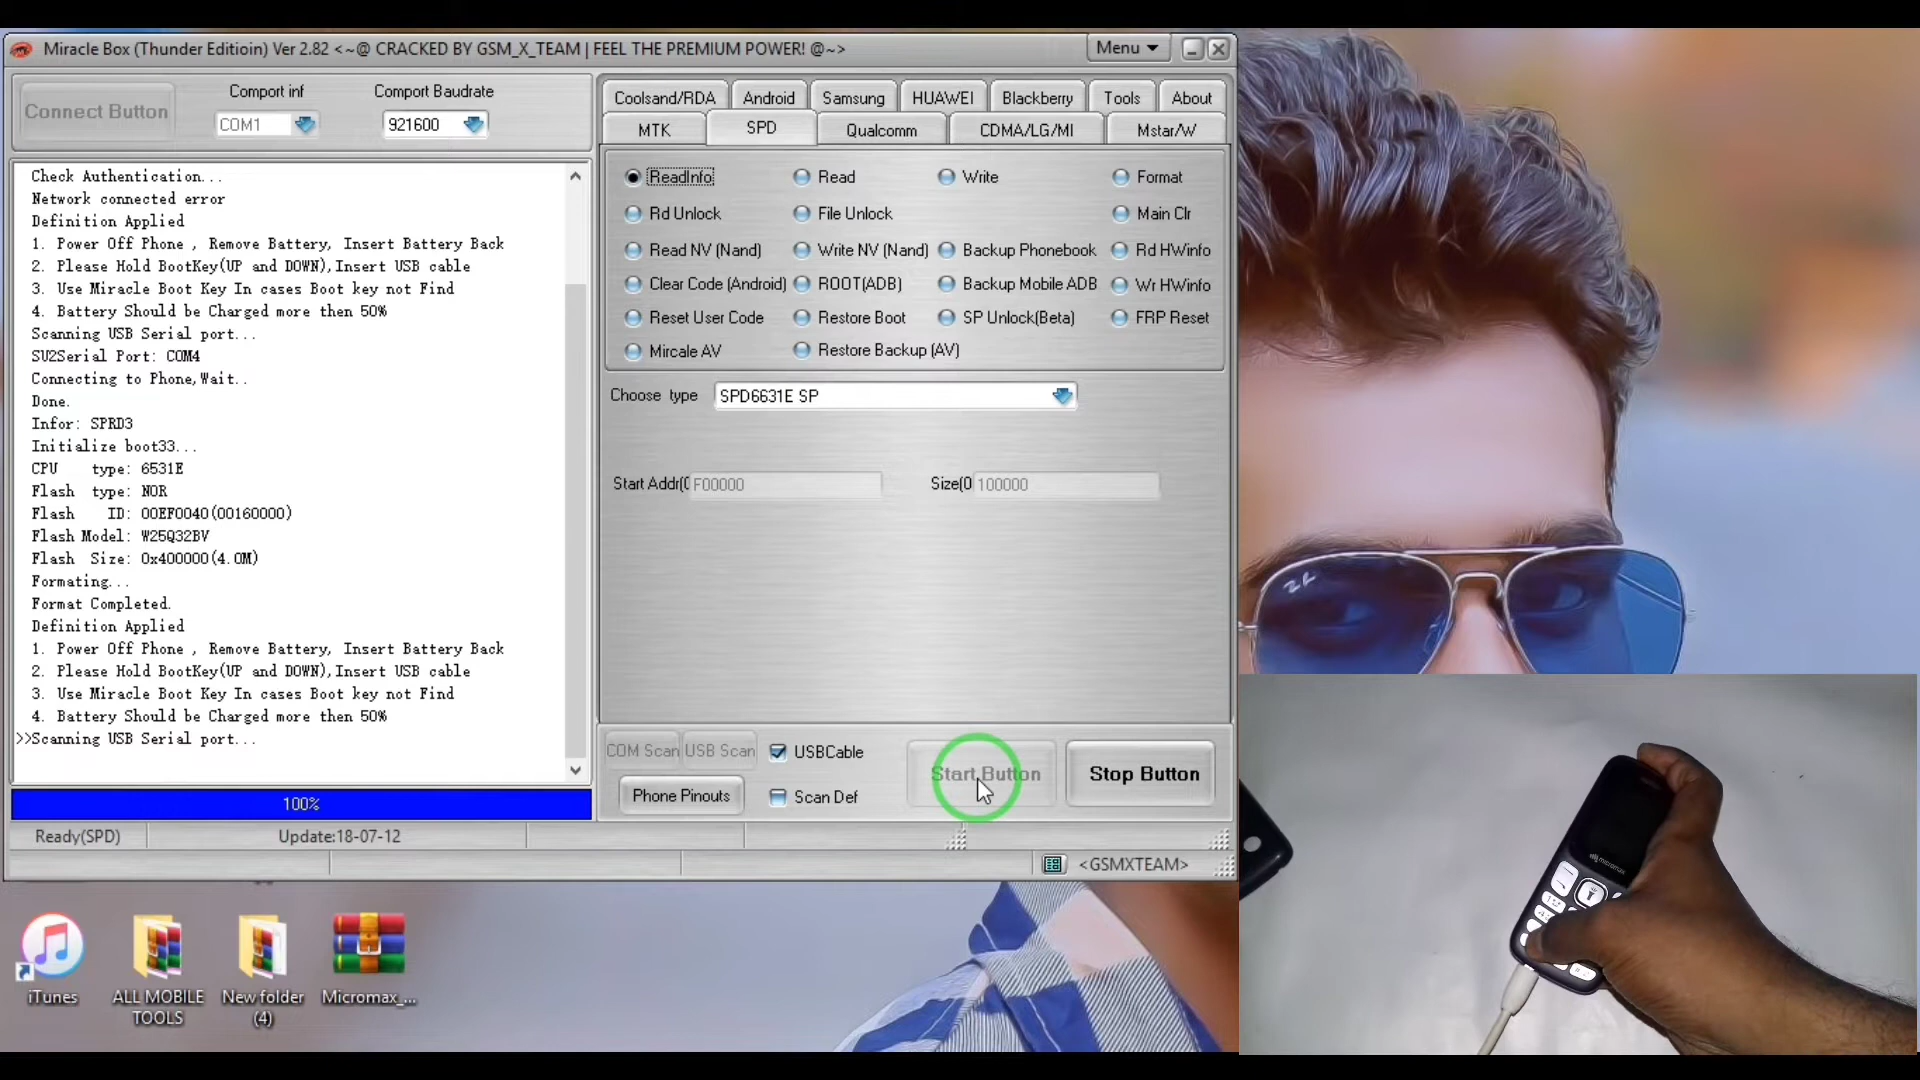 Miracle Box (Thunder Editioin) Ver 2.82 <~@ CRACKED BY GSM_X_TEAM | FEEL THE PREMIUM POWER! @~>
Menu
Connect Button
Comport inf
COM1
Comport Baudrate
921600
Coolsand/RDA
Android
Samsung
HUAWEI
Blackberry
Tools
About
MTK
SPD
Qualcomm
CDMA/LG/MI
Mstar/W
Check Authentication...
Network connected error
Definition Applied
1. Power Off Phone , Remove Battery, Insert Battery Back
2. Please Hold BootKey(UP and DOWN),Insert USB cable
3. Use Miracle Boot Key In cases Boot key not Find
4. Battery Should be Charged more then 50%
Scanning USB Serial port...
SU2Serial Port: COM4
Connecting to Phone,Wait..
Done.
Infor: SPRD3
Initialize boot33...
CPU type: 6531E
Flash type: NOR
Flash ID: 00EF0040(00160000)
Flash Model: W25Q32BV
Flash Size: 0x400000(4.0M)
Formating...
Format Completed.
Definition Applied
1. Power Off Phone , Remove Battery, Insert Battery Back
2. Please Hold BootKey(UP and DOWN),Insert USB cable
3. Use Miracle Boot Key In cases Boot key not Find
4. Battery Should be Charged more then 50%
>>Scanning USB Serial port...
100%
Ready(SPD)
Update:18-07-12
ReadInfo
Read
Write
Format
Rd Unlock
File Unlock
Main Clr
Read NV (Nand)
Write NV (Nand)
Backup Phonebook
Rd HWinfo
Clear Code (Android)
ROOT(ADB)
Backup Mobile ADB
Wr HWinfo
Reset User Code
Restore Boot
SP Unlock(Beta)
FRP Reset
Mircale AV
Restore Backup (AV)
Choose type
SPD6631E SP
Start Addr(0
F00000
Size(0
100000
COM Scan
USB Scan
USBCable
Start Button
Stop Button
Phone Pinouts
Scan Def
<GSMXTEAM>
iTunes
ALL MOBILE
TOOLS
New folder
(4)
Micromax_...
micromax